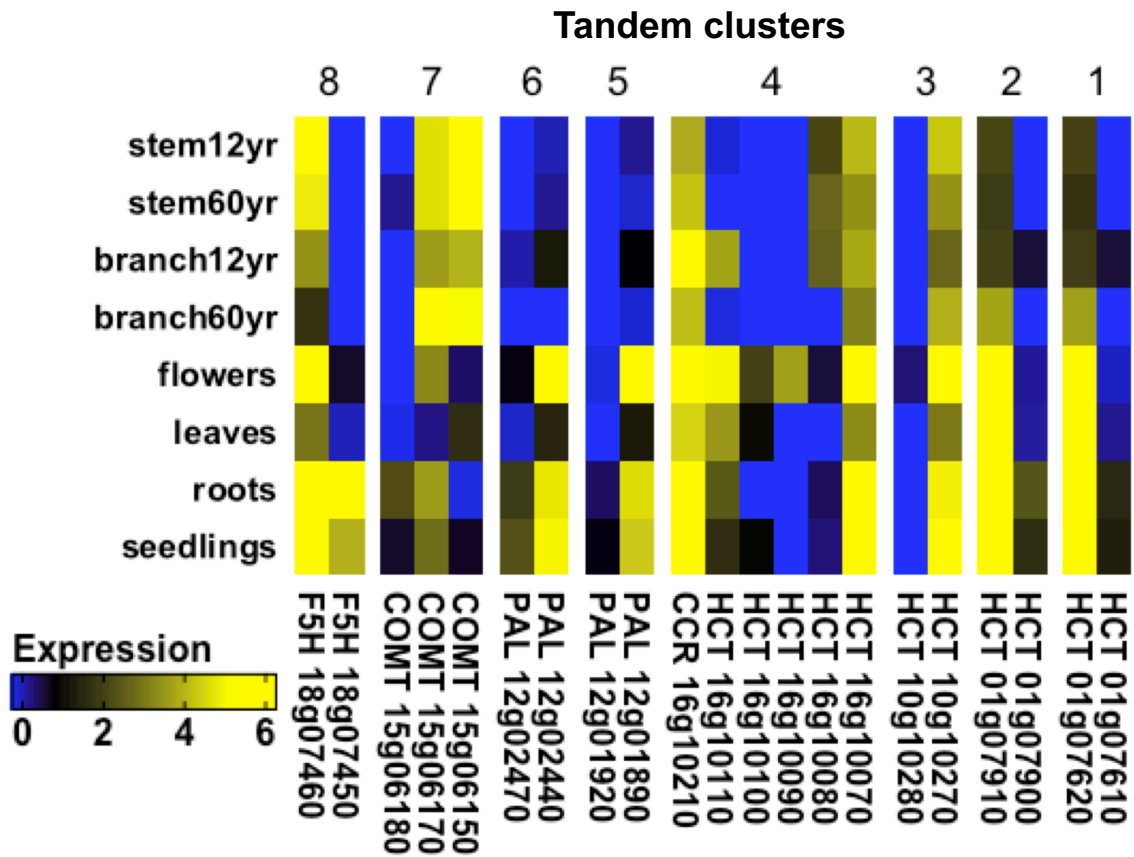 Tandem clusters
8 7 6 5 4 3 2 1
stem12yr
stem60yr
branch12yr
branch60yr
flowers
leaves
roots
seedlings
F5H 18g07460
F5H 18g07450
COMT 15g06180
COMT 15g06170
COMT 15g06150
PAL 12g02470
PAL 12g02440
PAL 12g01920
PAL 12g01890
CCR 16g10210
HCT 16g10110
HCT 16g10100
HCT 16g10090
HCT 16g10080
HCT 16g10070
HCT 10g10280
HCT 10g10270
HCT 01g07910
HCT 01g07900
HCT 01g07620
HCT 01g07610
Expression
0 2 4 6